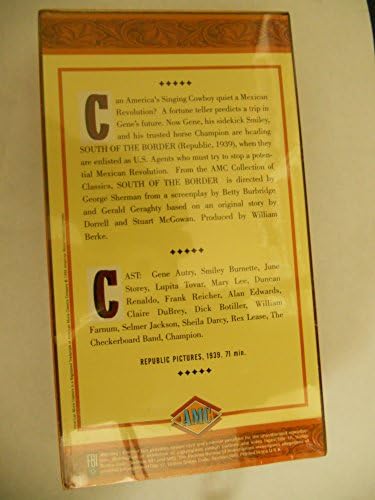 Can America's Singing Cowboy quiet a Mexican
Revolution? A fortune teller predicts a trip in
Gene's future. Now Gene, his sidekick Smiley,
and his trusted horse Champion are heading
SOUTH OF THE BORDER (Republic, 1939), when they
are enlisted as U.S. Agents who must try to stop a poten-
tial Mexican Revolution. From the AMC Collection of
Classics, SOUTH OF THE BORDER is directed by
George Sherman from a screenplay by Betty Burbridge
and Gerald Geraghty based on an original story by
Dorrell and Stuart McGowan. Produced by William
Berke.
CAST: Gene Autry, Smiley Burnette, June
Storey, Lupita Tovar, Mary Lee, Duncan
Renaldo, Frank Reicher, Alan Edwards,
Claire DuBrey, Dick Botiller, William
Farnum, Selmer Jackson, Sheila Darcy, Rex Lease, The
Checkerboard Band, Champion.
REPUBLIC PICTURES, 1939. 71 min.
AMC
FBI